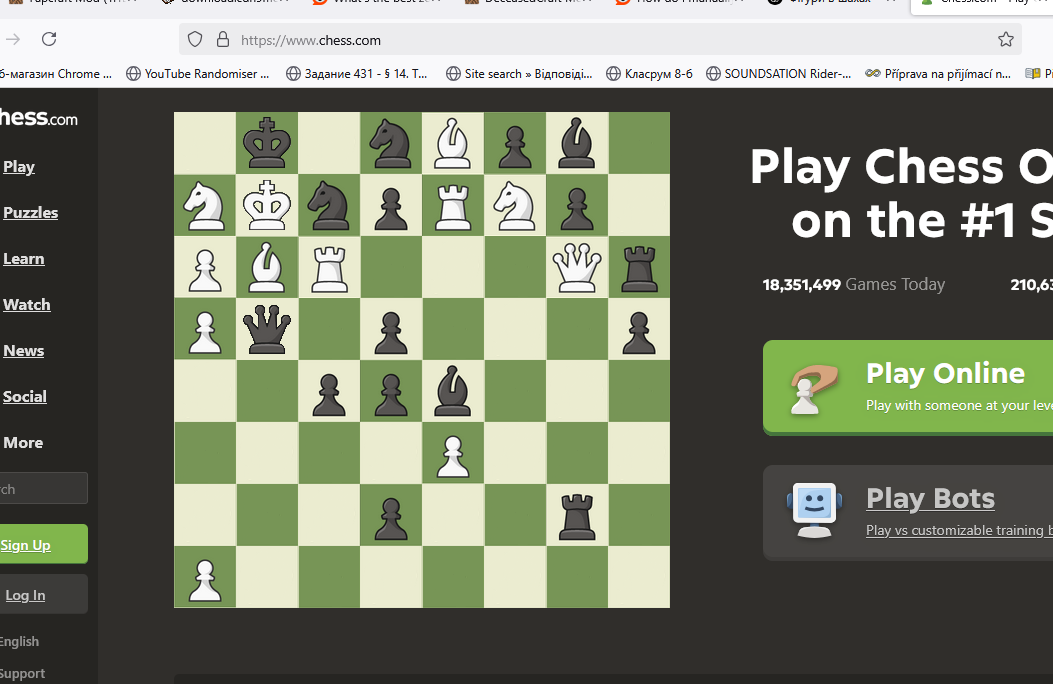 https://www.chess.com
б-магазин Chrome ...
YouTube Randomiser ...
Задание 431 - § 14. Т...
Site search » Відповіді...
Класрум 8-б
SOUNDSATION Rider-...
Příprava na přijímací n...
hess.com
Play
Puzzles
Learn
Watch
News
Social
More
rch
Sign Up
Log In
English
Support
Play Chess O
on the #1 S
18,351,499 Games Today
210,63
Play Online
Play with someone at your leve
Play Bots
Play vs customizable training b